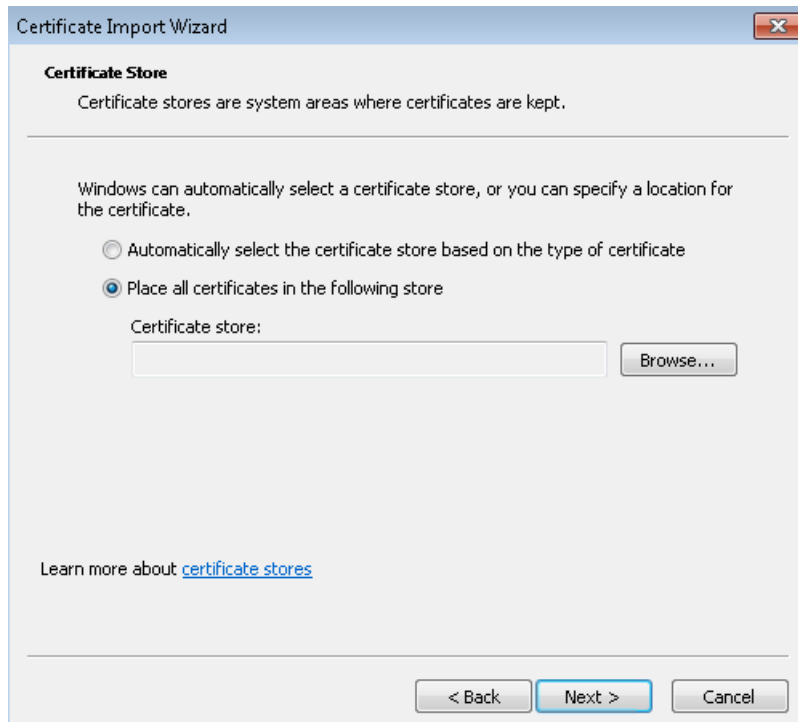 Certificate Import Wizard
Certificate Store
Certificate stores are system areas where certificates are kept.
Windows can automatically select a certificate store, or you can specify a location for
the certificate.
Automatically select the certificate store based on the type of certificate
Place all certificates in the following store
Certificate store:
Browse...
Learn more about certificate stores
< Back Next > Cancel